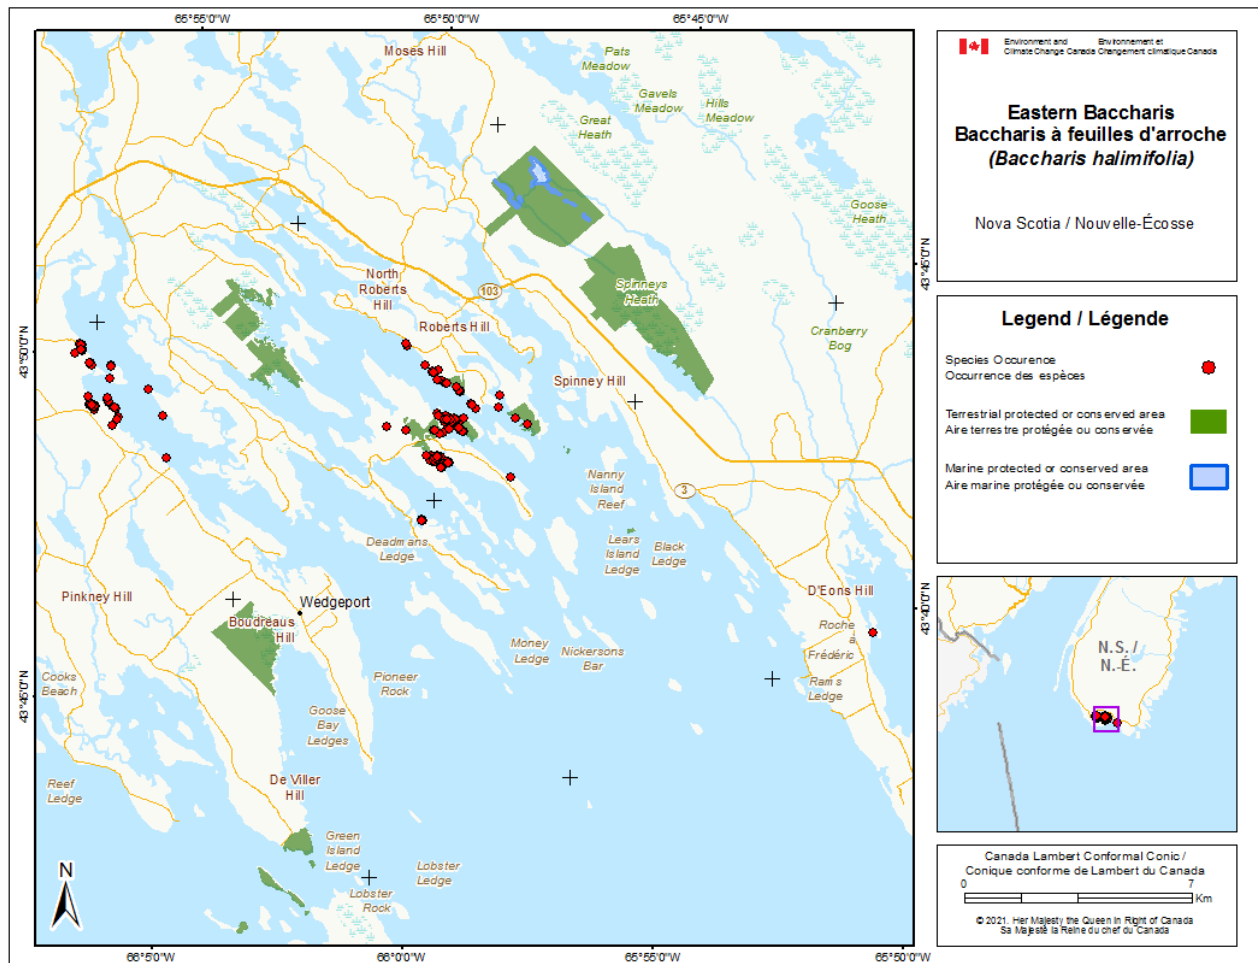 65°55'0"W
65°50'0"W
65°45'0"W
Moses Hill
Pats
Meadow
Gavels
Meadow
Hills
Meadow
Great
Heath
Goose
Heath
43°45'0"N
North
Roberts
Hill
103
Spinneys
Heath
Roberts Hill
Cranberry
Bog
43°50'0"N
Spinney Hill
Nanny
Island
Reef
3
Deadmans
Ledge
Lears
Island
Ledge
Black
Ledge
Pinkney Hill
Wedgeport
D'Eons Hill
43°40'0"N
Boudreaus
Hill
Roche
à
Frédéric
Money
Ledge
Nickersons
Bar
Cooks
Beach
Pioneer
Rock
Rams
Ledge
43°45'0"N
Goose
Bay
Ledges
De Viller
Hill
Reef
Ledge
Green
Island
Ledge
Lobster
Ledge
Lobster
Rock
N
66°5'0"W
66°0'0"W
65°55'0"W
65°50'0"W
Environment and
Climate Change Canada
Environnement et
Changement climatique Canada
Eastern Baccharis
Baccharis à feuilles d'arroche
(Baccharis halimifolia)
Nova Scotia / Nouvelle-Écosse
Legend / Légende
Species Occurence
Occurrence des espèces
Terrestrial protected or conserved area
Aire terrestre protégée ou conservée
Marine protected or conserved area
Aire marine protégée ou conservée
N.S. /
N.-É.
Canada Lambert Conformal Conic /
Conique conforme de Lambert du Canada
0 7
Km
© 2021. Her Majesty the Queen in Right of Canada
Sa Majesté la Reine du chef du Canada